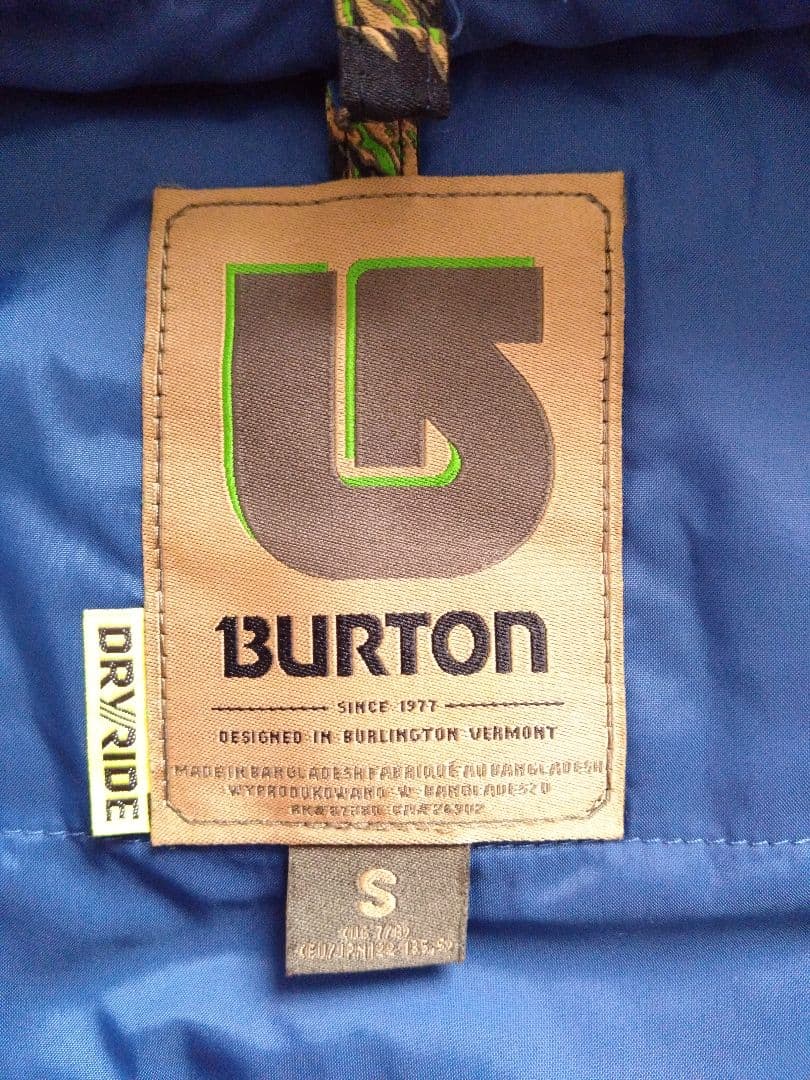 BURTON
SINCE 1977
DESIGNED IN BURLINGTON VERMONT
MADE IN BANGLADESH FABRIQUÉ AU BANGLADESH
WYPRODUKOWANO W BANGLADESZU
DRY//RIDE
S